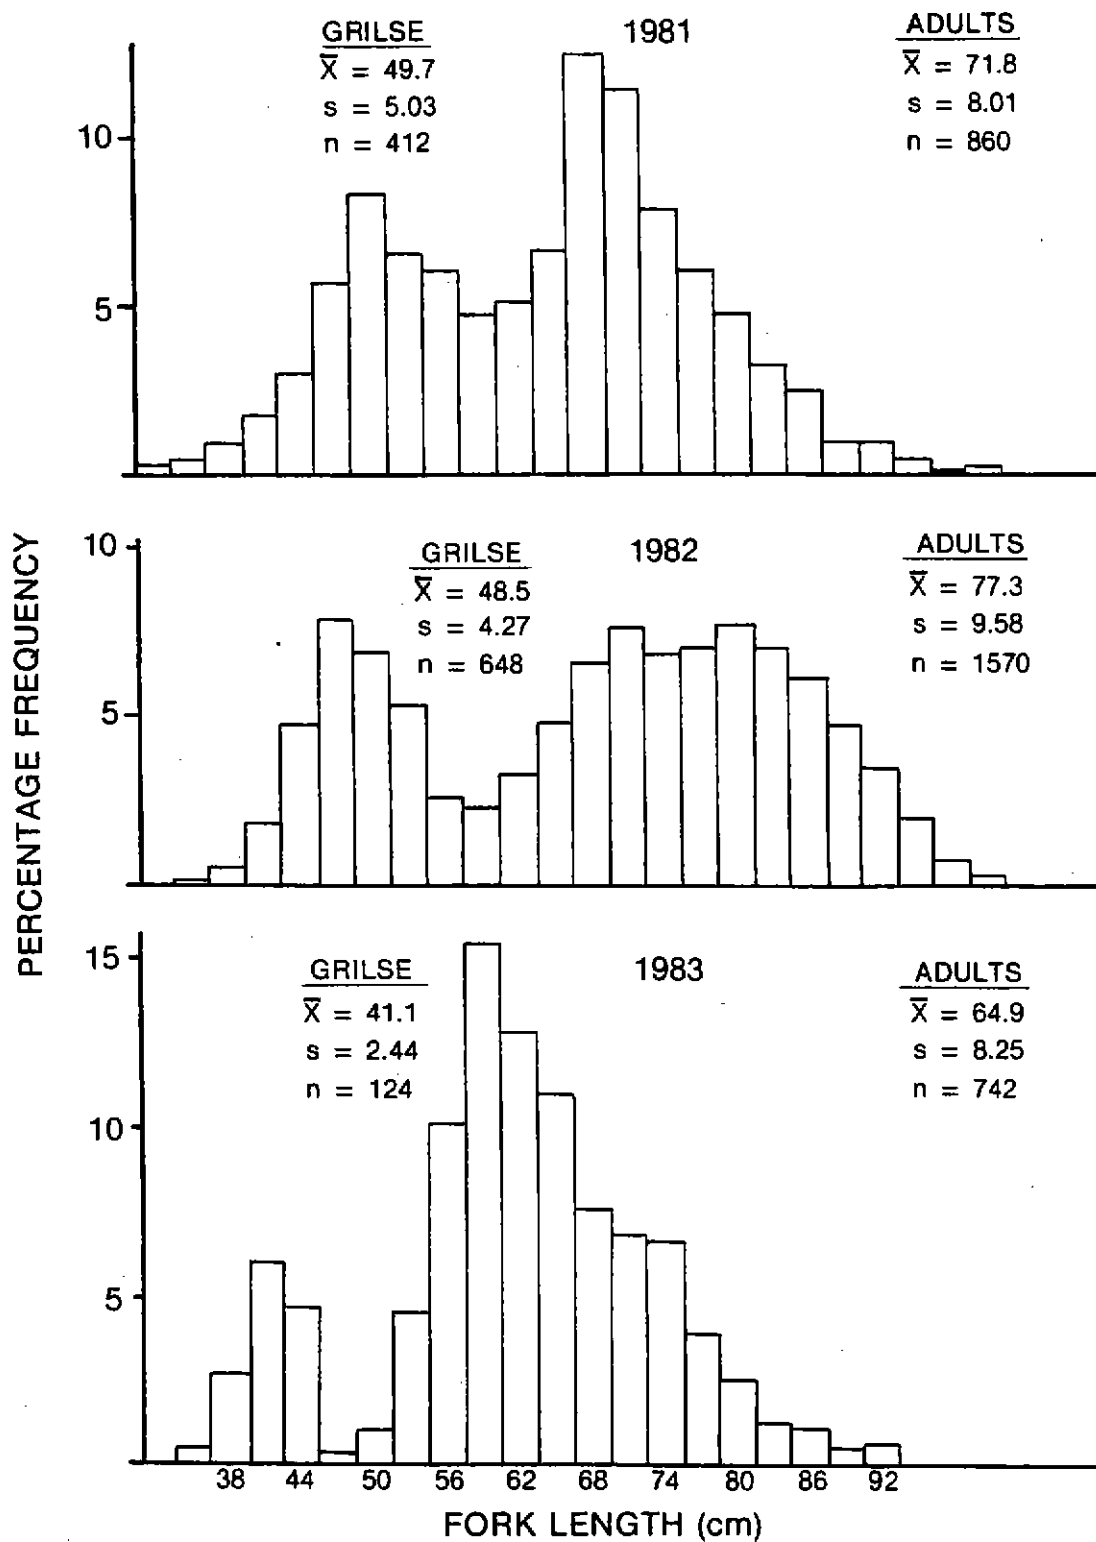 GRILSE
X̄ = 49.7
s = 5.03
n = 412
1981
ADULTS
X̄ = 71.8
s = 8.01
n = 860
10
5
PERCENTAGE FREQUENCY
10
5
GRILSE
X̄ = 48.5
s = 4.27
n = 648
1982
ADULTS
X̄ = 77.3
s = 9.58
n = 1570
15
10
5
GRILSE
X̄ = 41.1
s = 2.44
n = 124
1983
ADULTS
X̄ = 64.9
s = 8.25
n = 742
38 44 50 56 62 68 74 80 86 92
FORK LENGTH (cm)